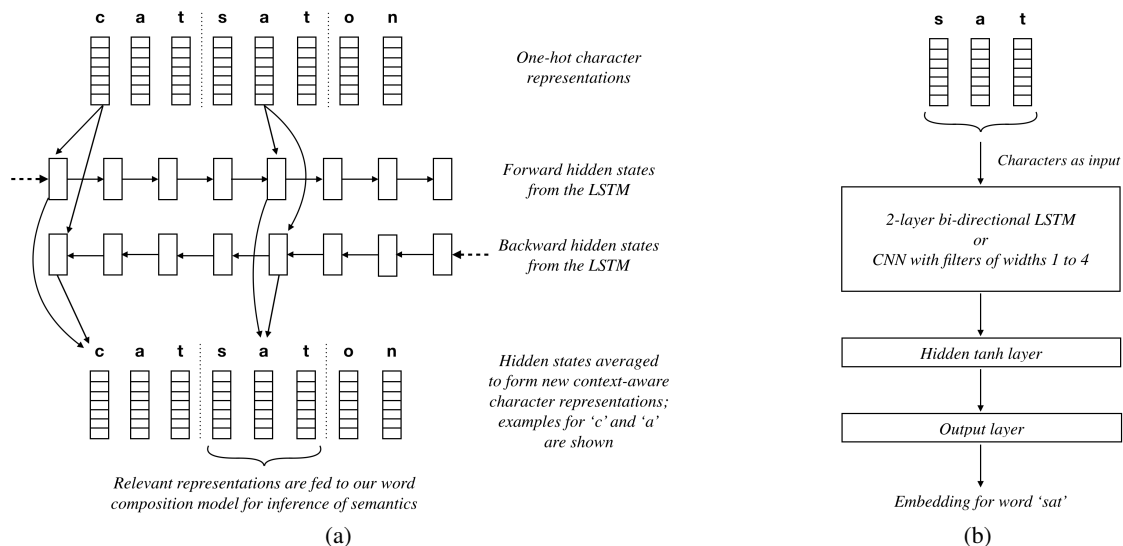 c a t s a t o n
One-hot character
representations
Forward hidden states
from the LSTM
Backward hidden states
from the LSTM
c a t s a t o n
Hidden states averaged
to form new context-aware
character representations;
examples for ‘c’ and ‘a’
are shown
Relevant representations are fed to our word
composition model for inference of semantics
(a)
s a t
Characters as input
2-layer bi-directional LSTM
or
CNN with filters of widths 1 to 4
Hidden tanh layer
Output layer
Embedding for word ‘sat’
(b)